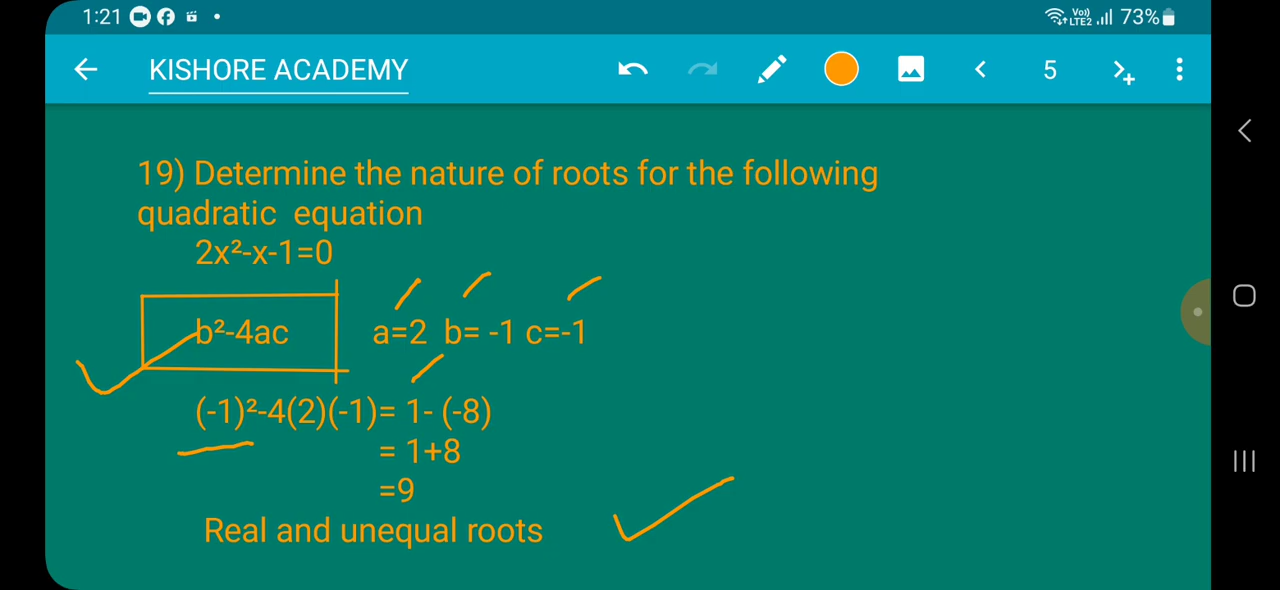 1:21 Vo) LTE2 73%
KISHORE ACADEMY 5
19) Determine the nature of roots for the following
quadratic equation
2x²-x-1=0
b²-4ac a=2 b= -1 c=-1
(-1)²-4(2)(-1)= 1- (-8)
= 1+8
=9
Real and unequal roots